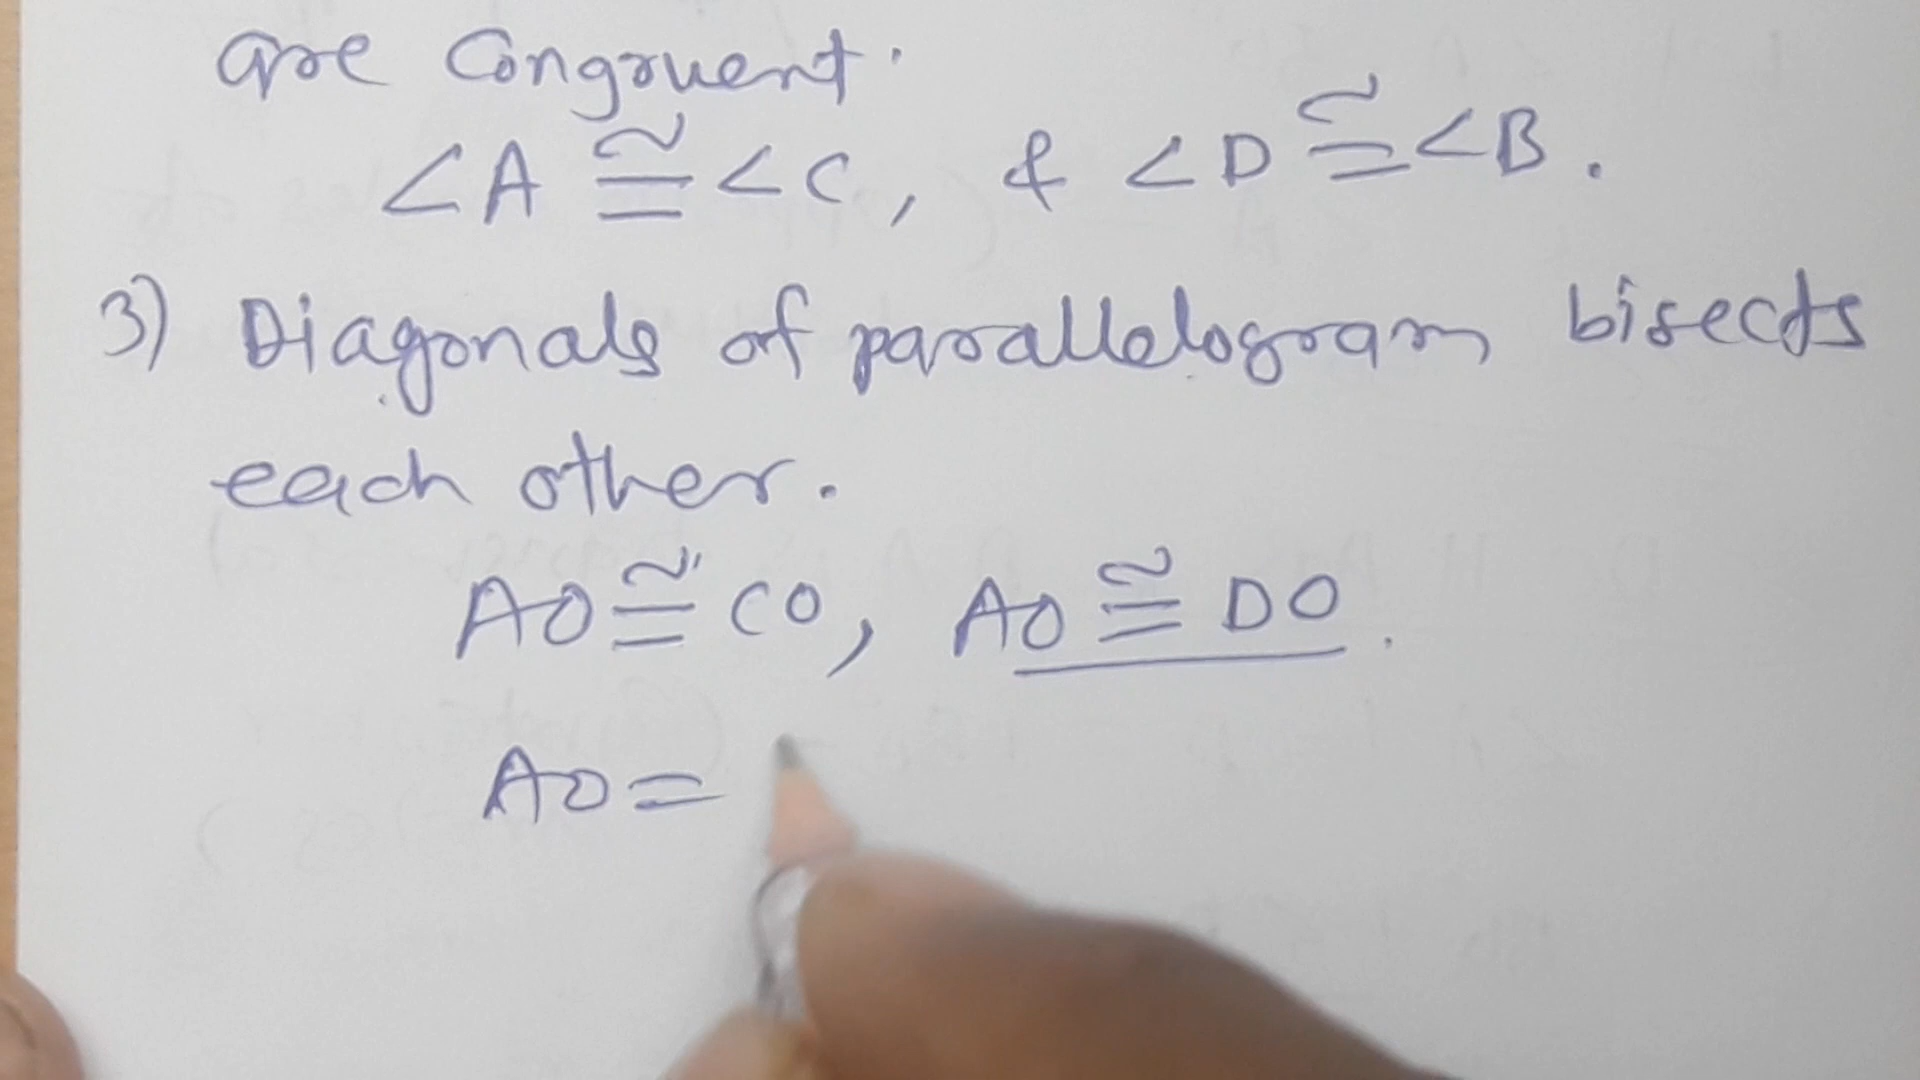 are Congruent.
∠A ≅ ∠C, & ∠D ≅ ∠B.
3) Diagonals of parallelogram bisects
each other.
AO ≅ CO, AO ≅ DO.
AO =